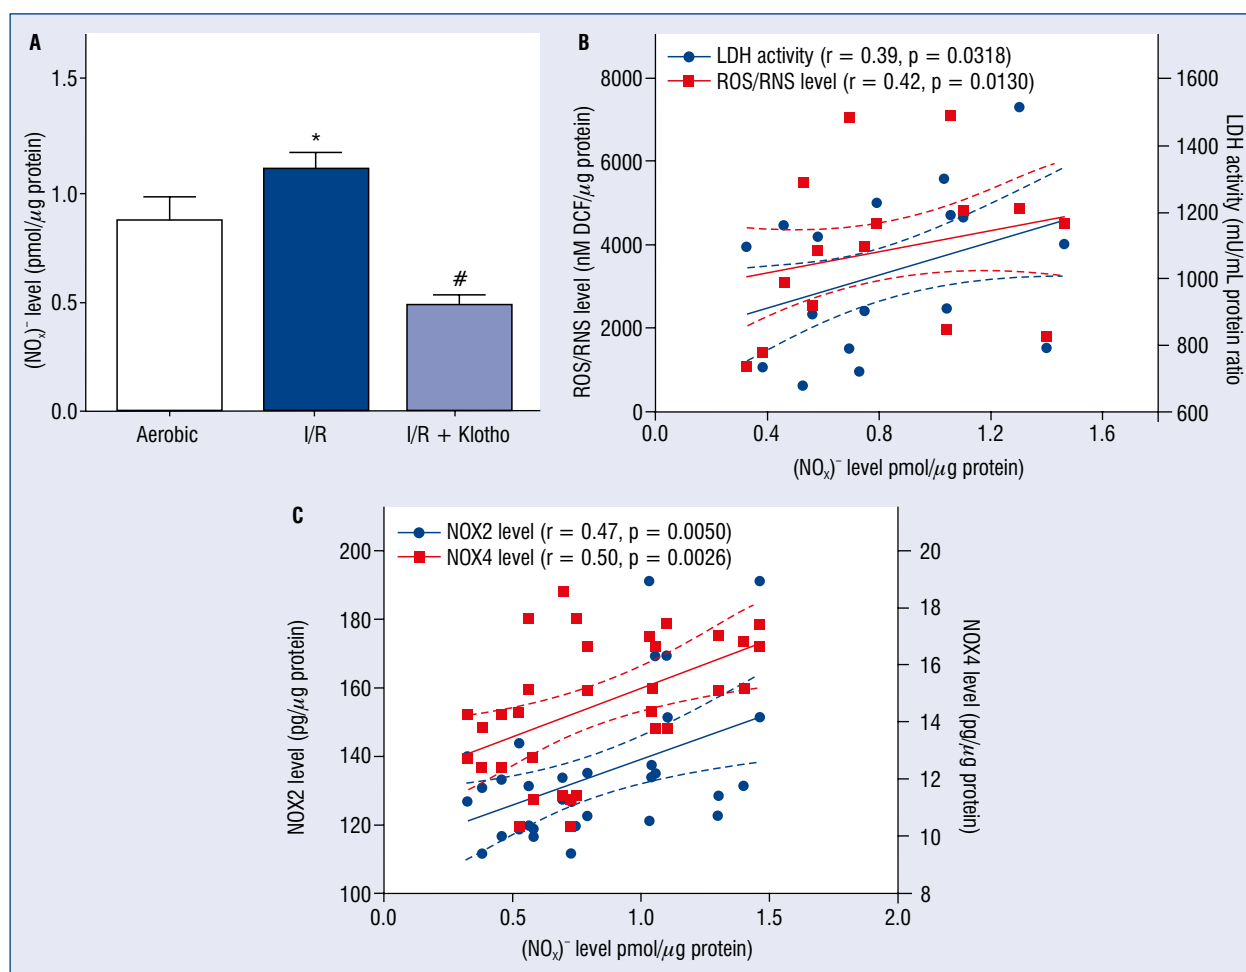 A
1.5
1.0
0.5
0.0
(NOₓ)⁻ level (pmol/μg protein)
*
#
Aerobic
I/R
I/R + Klotho
B
LDH activity (r = 0.39, p = 0.0318)
ROS/RNS level (r = 0.42, p = 0.0130)
8000
6000
4000
2000
0
ROS/RNS level (nM DCF/μg protein)
1600
1400
1200
1000
800
600
LDH activity (mU/mL protein ratio
0.0
0.4
0.8
1.2
1.6
(NOₓ)⁻ level pmol/μg protein)
C
NOX2 level (r = 0.47, p = 0.0050)
NOX4 level (r = 0.50, p = 0.0026)
200
180
160
140
120
100
NOX2 level (pg/μg protein)
20
18
16
14
12
10
8
NOX4 level (pg/μg protein)
0.0
0.5
1.0
1.5
2.0
(NOₓ)⁻ level pmol/μg protein)